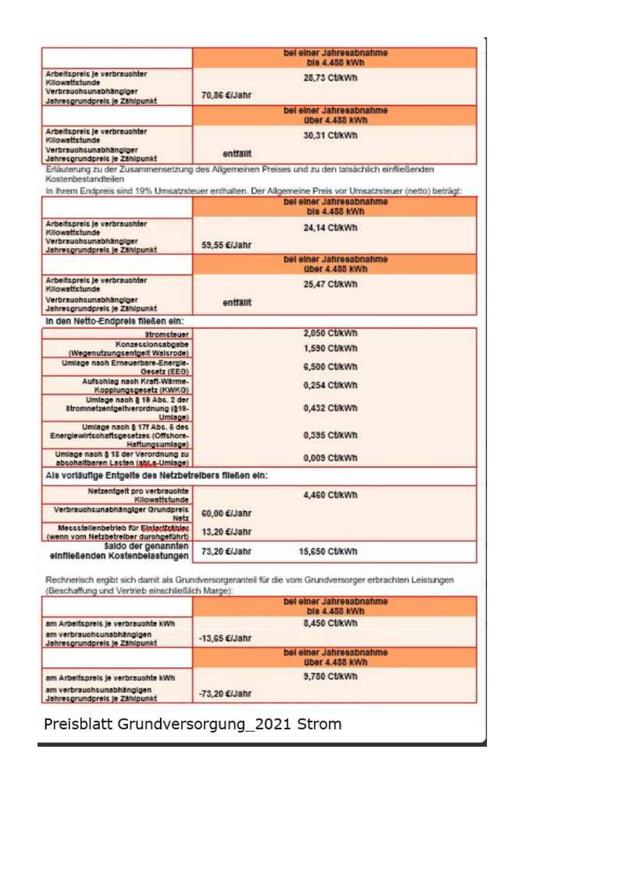 bei einer Jahresabnahme
bis 4.488 kWh
Arbeitspreis je verbrauchter
Kilowattstunde
28,73 Ct/kWh
Verbrauchsunabhängiger
Jahresgrundpreis je Zählpunkt
70,86 €/Jahr
bei einer Jahresabnahme
über 4.488 kWh
Arbeitspreis je verbrauchter
Kilowattstunde
30,31 Ct/kWh
Verbrauchsunabhängiger
Jahresgrundpreis je Zählpunkt
entfällt
Erläuterung zu der Zusammensetzung des Allgemeinen Preises und zu den tatsächlich einfließenden
Kostenbestandteilen
In Ihrem Endpreis sind 19% Umsatzsteuer enthalten. Der Allgemeine Preis vor Umsatzsteuer (netto) beträgt:
bei einer Jahresabnahme
bis 4.488 kWh
Arbeitspreis je verbrauchter
Kilowattstunde
24,14 Ct/kWh
Verbrauchsunabhängiger
Jahresgrundpreis je Zählpunkt
59,55 €/Jahr
bei einer Jahresabnahme
über 4.488 kWh
Arbeitspreis je verbrauchter
Kilowattstunde
25,47 Ct/kWh
Verbrauchsunabhängiger
Jahresgrundpreis je Zählpunkt
entfällt
In den Netto-Endpreis fließen ein:
Stromsteuer
2,050 Ct/kWh
Konzessionsabgabe
(Wegenutzungsentgelt Walsrode)
1,590 Ct/kWh
Umlage nach Erneuerbare-Energie-
Gesetz (EEG)
6,500 Ct/kWh
Aufschlag nach Kraft-Wärme-
Kopplungsgesetz (KWKG)
0,254 Ct/kWh
Umlage nach § 19 Abs. 2 der
Stromnetzentgeltverordnung (§19-
Umlage)
0,432 Ct/kWh
Umlage nach § 17f Abs. 5 des
Energiewirtschaftsgesetzes (Offshore-
Haftungsumlage)
0,395 Ct/kWh
Umlage nach § 18 der Verordnung zu
abschaltbaren Lasten (abLa-Umlage)
0,009 Ct/kWh
Als vorläufige Entgelte des Netzbetreibers fließen ein:
Netzentgelt pro verbrauchte
Kilowattstunde
4,460 Ct/kWh
Verbrauchsunabhängiger Grundpreis
Netz
60,00 €/Jahr
Messstellenbetrieb für Eintarifzähler
(wenn vom Netzbetreiber durchgeführt)
13,20 €/Jahr
Saldo der genannten
einfließenden Kostenbelastungen
73,20 €/Jahr 15,650 Ct/kWh
Rechnerisch ergibt sich damit als Grundversorgeranteil für die vom Grundversorger erbrachten Leistungen
(Beschaffung und Vertrieb einschließlich Marge):
bei einer Jahresabnahme
bis 4.488 kWh
am Arbeitspreis je verbrauchte kWh
8,450 Ct/kWh
am verbrauchsunabhängigen
Jahresgrundpreis je Zählpunkt
-13,65 €/Jahr
bei einer Jahresabnahme
über 4.488 kWh
am Arbeitspreis je verbrauchte kWh
9,780 Ct/kWh
am verbrauchsunabhängigen
Jahresgrundpreis je Zählpunkt
-73,20 €/Jahr
Preisblatt Grundversorgung_2021 Strom